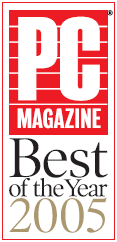 PC®
MAGAZINE
Best
of the Year
2005